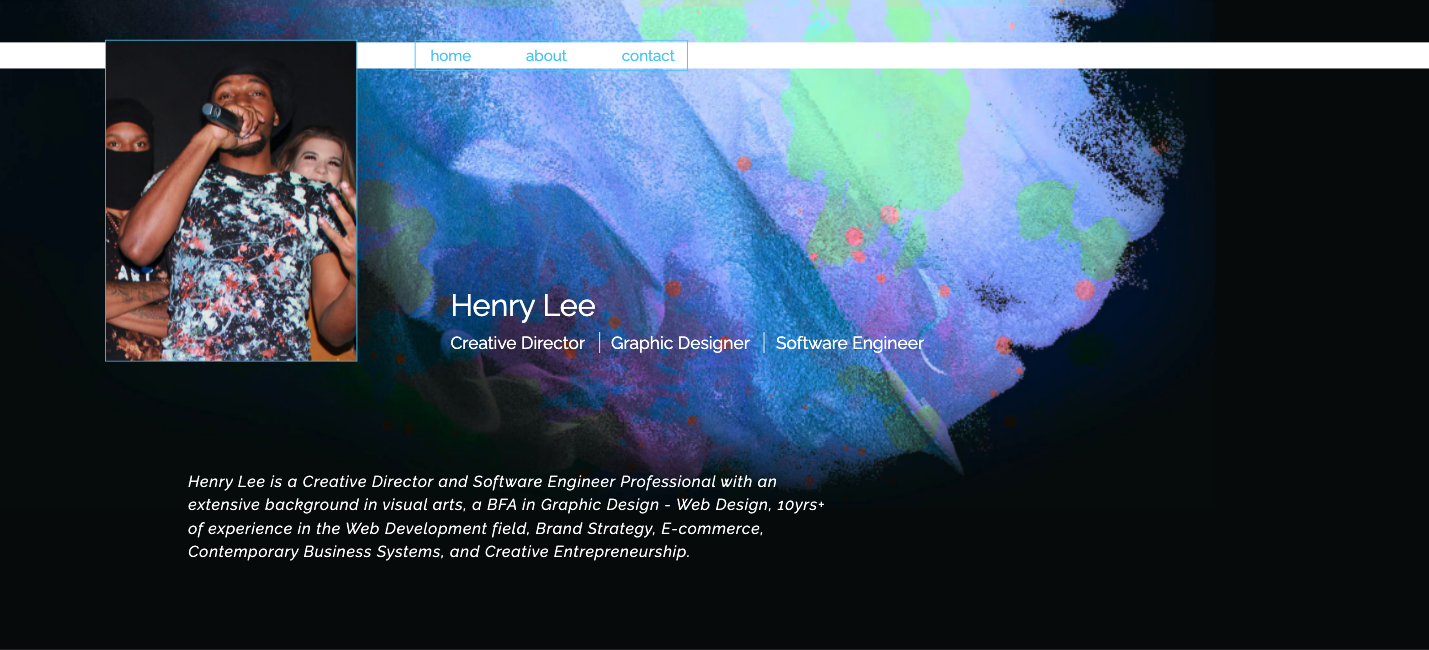 home about contact
Henry Lee
Creative Director | Graphic Designer | Software Engineer
Henry Lee is a Creative Director and Software Engineer Professional with an
extensive background in visual arts, a BFA in Graphic Design - Web Design, 10yrs+
of experience in the Web Development field, Brand Strategy, E-commerce,
Contemporary Business Systems, and Creative Entrepreneurship.